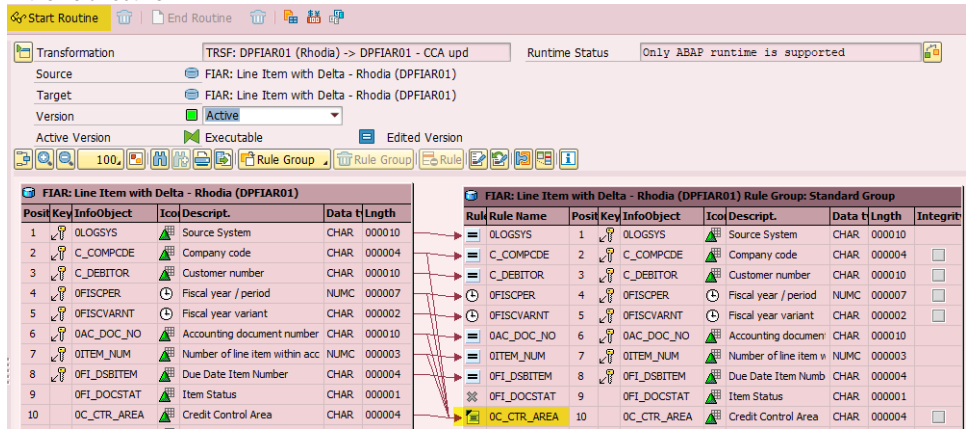 Start Routine End Routine
Transformation TRSF: DPFIAR01 (Rhodia) -> DPFIAR01 - CCA upd Runtime Status Only ABAP runtime is supported
Source FIAR: Line Item with Delta - Rhodia (DPFIAR01)
Target FIAR: Line Item with Delta - Rhodia (DPFIAR01)
Version Active
Active Version Executable Edited Version
100, Rule Group Rule Group Rule
FIAR: Line Item with Delta - Rhodia (DPFIAR01)
Posit Key InfoObject Icon Descript. Data t Lngth
1 0LOGSYS Source System CHAR 000010
2 C_COMPCDE Company code CHAR 000004
3 C_DEBITOR Customer number CHAR 000010
4 0FISCPER Fiscal year / period NUMC 000007
5 0FISCVARNT Fiscal year variant CHAR 000002
6 0AC_DOC_NO Accounting document number CHAR 000010
7 0ITEM_NUM Number of line item within acc NUMC 000003
8 0FI_DSBITEM Due Date Item Number CHAR 000004
9 0FI_DOCSTAT Item Status CHAR 000001
10 0C_CTR_AREA Credit Control Area CHAR 000004
FIAR: Line Item with Delta - Rhodia (DPFIAR01) Rule Group: Standard Group
Rule Rule Name Posit Key InfoObject Icon Descript. Data t Lngth Integrit
0LOGSYS 1 0LOGSYS Source System CHAR 000010
C_COMPCDE 2 C_COMPCDE Company code CHAR 000004
C_DEBITOR 3 C_DEBITOR Customer number CHAR 000010
0FISCPER 4 0FISCPER Fiscal year / period NUMC 000007
0FISCVARNT 5 0FISCVARNT Fiscal year variant CHAR 000002
0AC_DOC_NO 6 0AC_DOC_NO Accounting document CHAR 000010
0ITEM_NUM 7 0ITEM_NUM Number of line item w NUMC 000003
0FI_DSBITEM 8 0FI_DSBITEM Due Date Item Numb CHAR 000004
0FI_DOCSTAT 9 0FI_DOCSTAT Item Status CHAR 000001
0C_CTR_AREA 10 0C_CTR_AREA Credit Control Area CHAR 000004